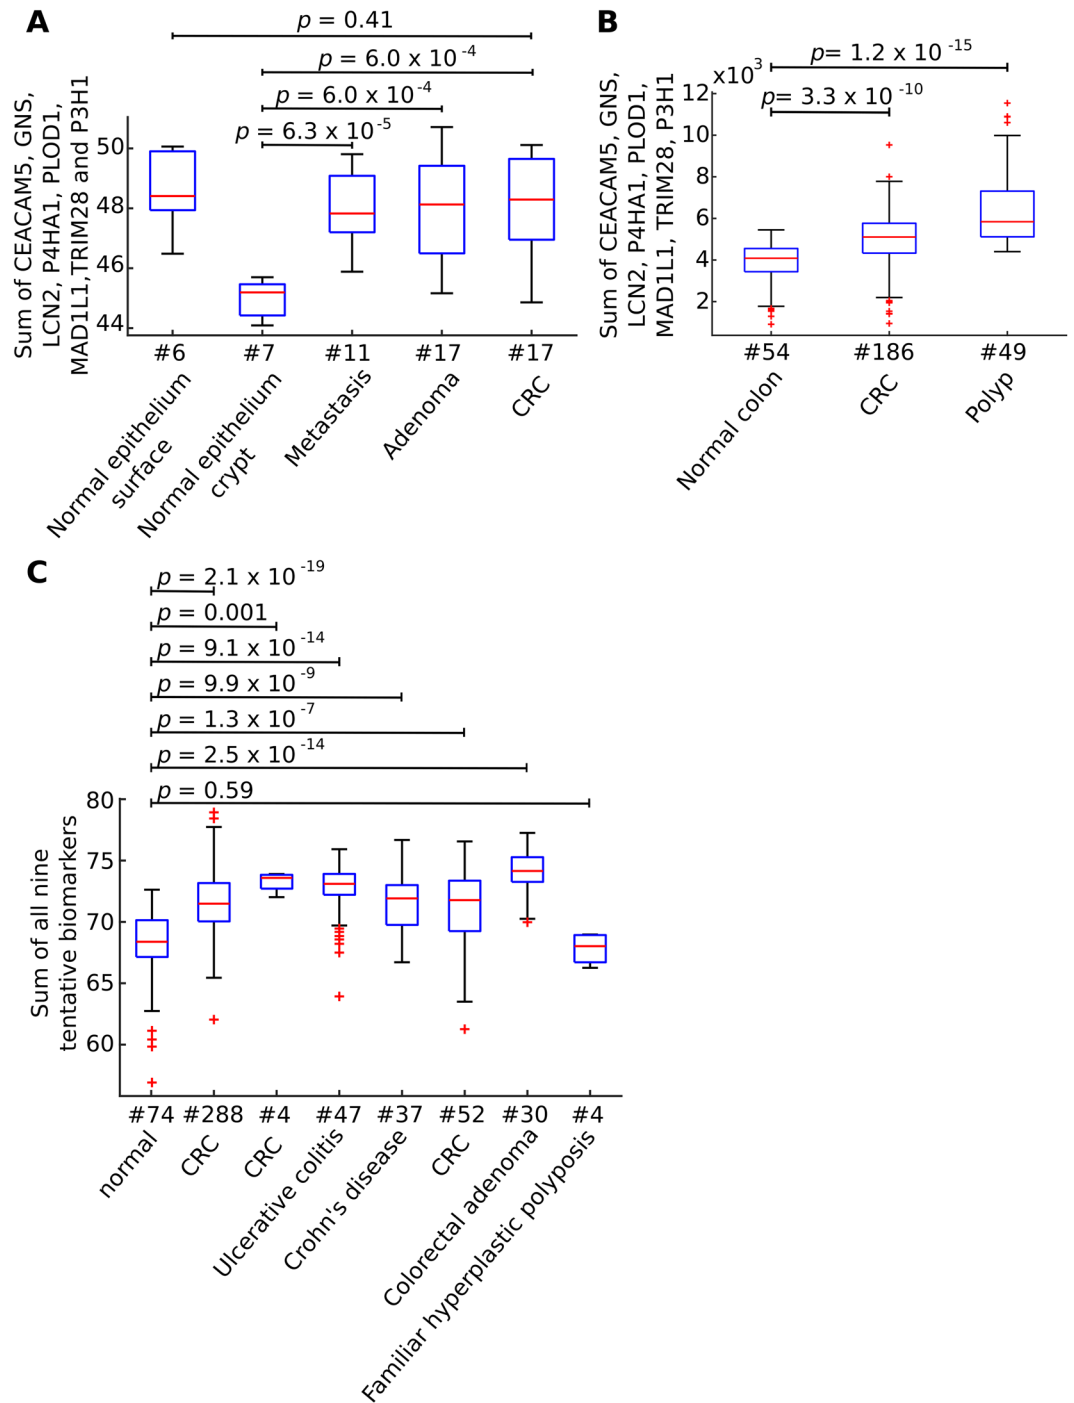 A
p = 0.41
p = 6.0 x 10 -4
p = 6.0 x 10 -4
p = 6.3 x 10 -5
Sum of CEACAM5, GNS,
LCN2, P4HA1, PLOD1,
MAD1L1,TRIM28 and P3H1
50
48
46
44
#6 #7 #11 #17 #17
Normal epithelium
surface
Normal epithelium
crypt
Metastasis
Adenoma
CRC
B
p= 1.2 x 10 -15
p= 3.3 x 10 -10
x10³
Sum of CEACAM5, GNS,
LCN2, P4HA1, PLOD1,
MAD1L1, TRIM28, P3H1
12
10
8
6
4
2
#54 #186 #49
Normal colon
CRC
Polyp
C
p = 2.1 x 10 -19
p = 0.001
p = 9.1 x 10 -14
p = 9.9 x 10 -9
p = 1.3 x 10 -7
p = 2.5 x 10 -14
p = 0.59
Sum of all nine
tentative biomarkers
80
75
70
65
60
#74 #288 #4 #47 #37 #52 #30 #4
normal
CRC
CRC
Ulcerative colitis
Crohn's disease
CRC
Colorectal adenoma
Familiar hyperplastic polyposis